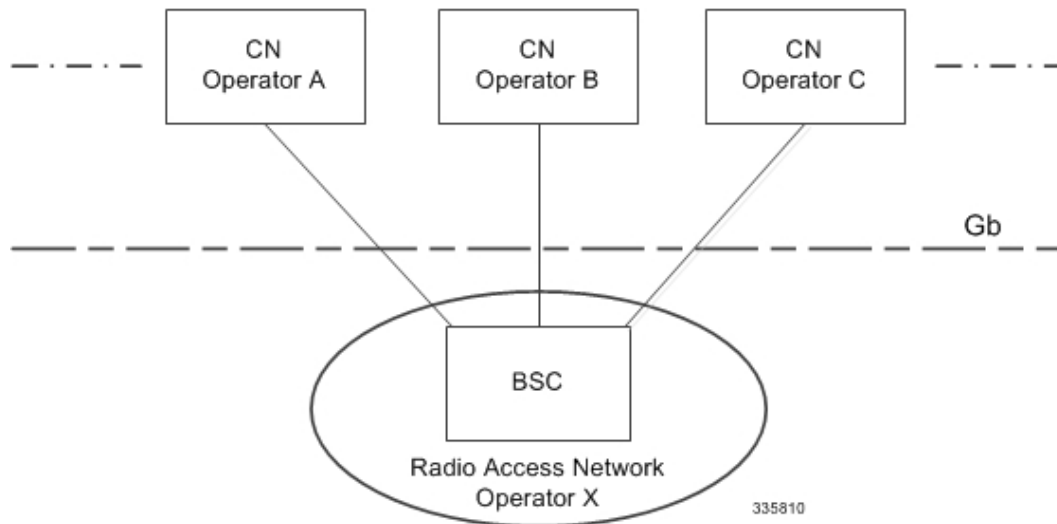 CN
Operator A
CN
Operator B
CN
Operator C
Gb
BSC
Radio Access Network
Operator X
335810